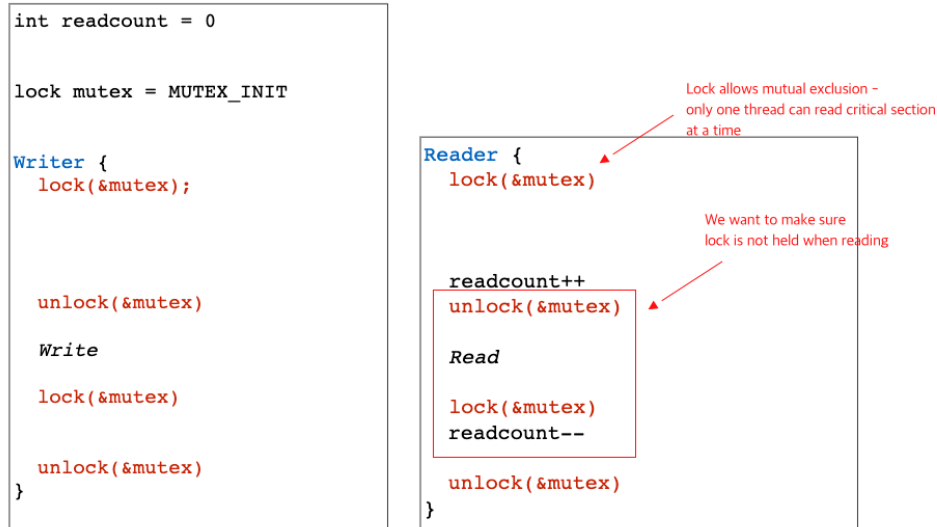 int readcount = 0
lock mutex = MUTEX_INIT
Writer {
lock(&mutex);
unlock(&mutex)
Write
lock(&mutex)
unlock(&mutex)
}
Lock allows mutual exclusion -
only one thread can read critical section
at a time
Reader {
lock(&mutex)
We want to make sure
lock is not held when reading
readcount++
unlock(&mutex)
Read
lock(&mutex)
readcount--
unlock(&mutex)
}